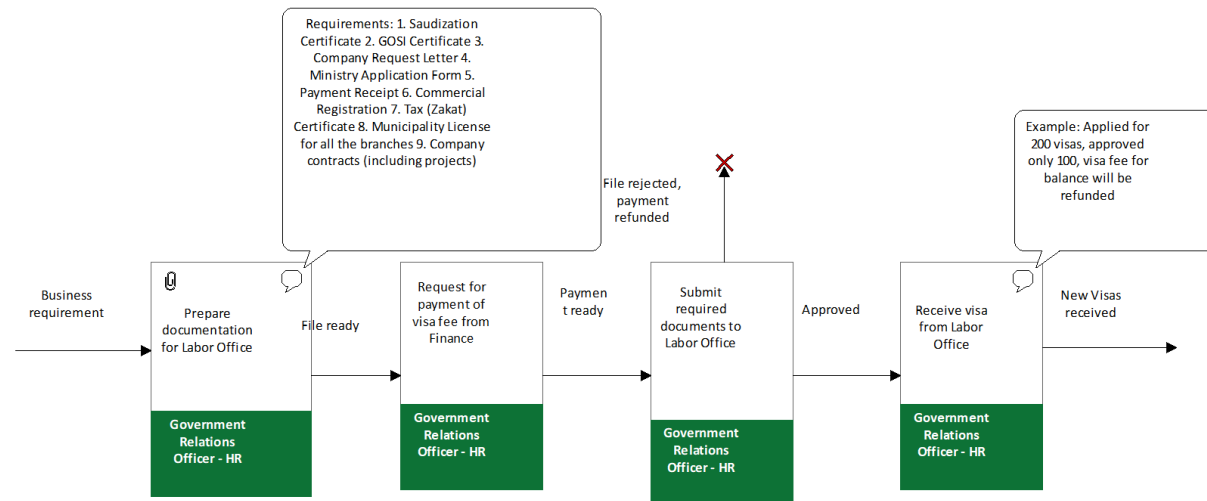 Requirements: 1. Saudization
Certificate 2. GOSI Certificate 3.
Company Request Letter 4.
Ministry Application Form 5.
Payment Receipt 6. Commercial
Registration 7. Tax (Zakat)
Certificate 8. Municipality License
for all the branches 9. Company
contracts (including projects)
Example: Applied for
200 visas, approved
only 100, visa fee for
balance will be
refunded
File rejected,
payment
refunded
Business
requirement
Prepare
documentation
for Labor Office
File ready
Request for
payment of
visa fee from
Finance
Paymen
t ready
Submit
required
documents to
Labor Office
Approved
Receive visa
from Labor
Office
New Visas
received
Government
Relations
Officer - HR
Government
Relations
Officer - HR
Government
Relations
Officer - HR
Government
Relations
Officer - HR